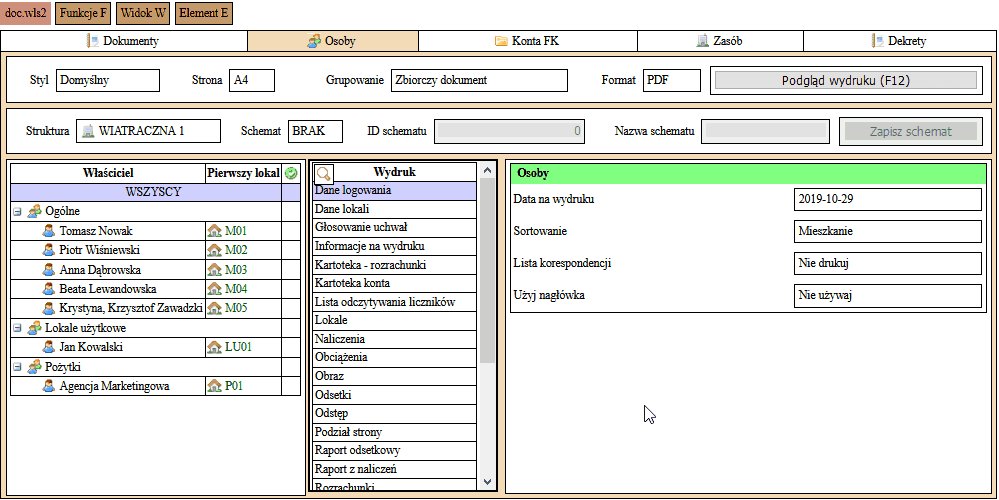 doc.wls2 Funkcje F Widok W Element E
Dokumenty Osoby Konta FK Zasób Dekrety
Styl Domyślny Strona A4 Grupowanie Zbiorczy dokument Format PDF Podgląd wydruku (F12)
Struktura WIATRACZNA 1 Schemat BRAK ID schematu 0 Nazwa schematu Zapisz schemat
Właściciel Pierwszy lokal
WSZYSCY
Ogólne
Tomasz Nowak M01
Piotr Wiśniewski M02
Anna Dąbrowska M03
Beata Lewandowska M04
Krystyna, Krzysztof Zawadzki M05
Lokale użytkowe
Jan Kowalski LU01
Pożytki
Agencja Marketingowa P01
Wydruk
Dane logowania
Dane lokali
Głosowanie uchwał
Informacje na wydruku
Kartoteka - rozrachunki
Kartoteka konta
Lista odczytywania liczników
Lokale
Naliczenia
Obciążenia
Obraz
Odsetki
Odstęp
Podział strony
Raport odsetkowy
Raport z naliczeń
Rozrachunki
Osoby
Data na wydruku 2019-10-29
Sortowanie Mieszkanie
Lista korespondencji Nie drukuj
Użyj nagłówka Nie używaj